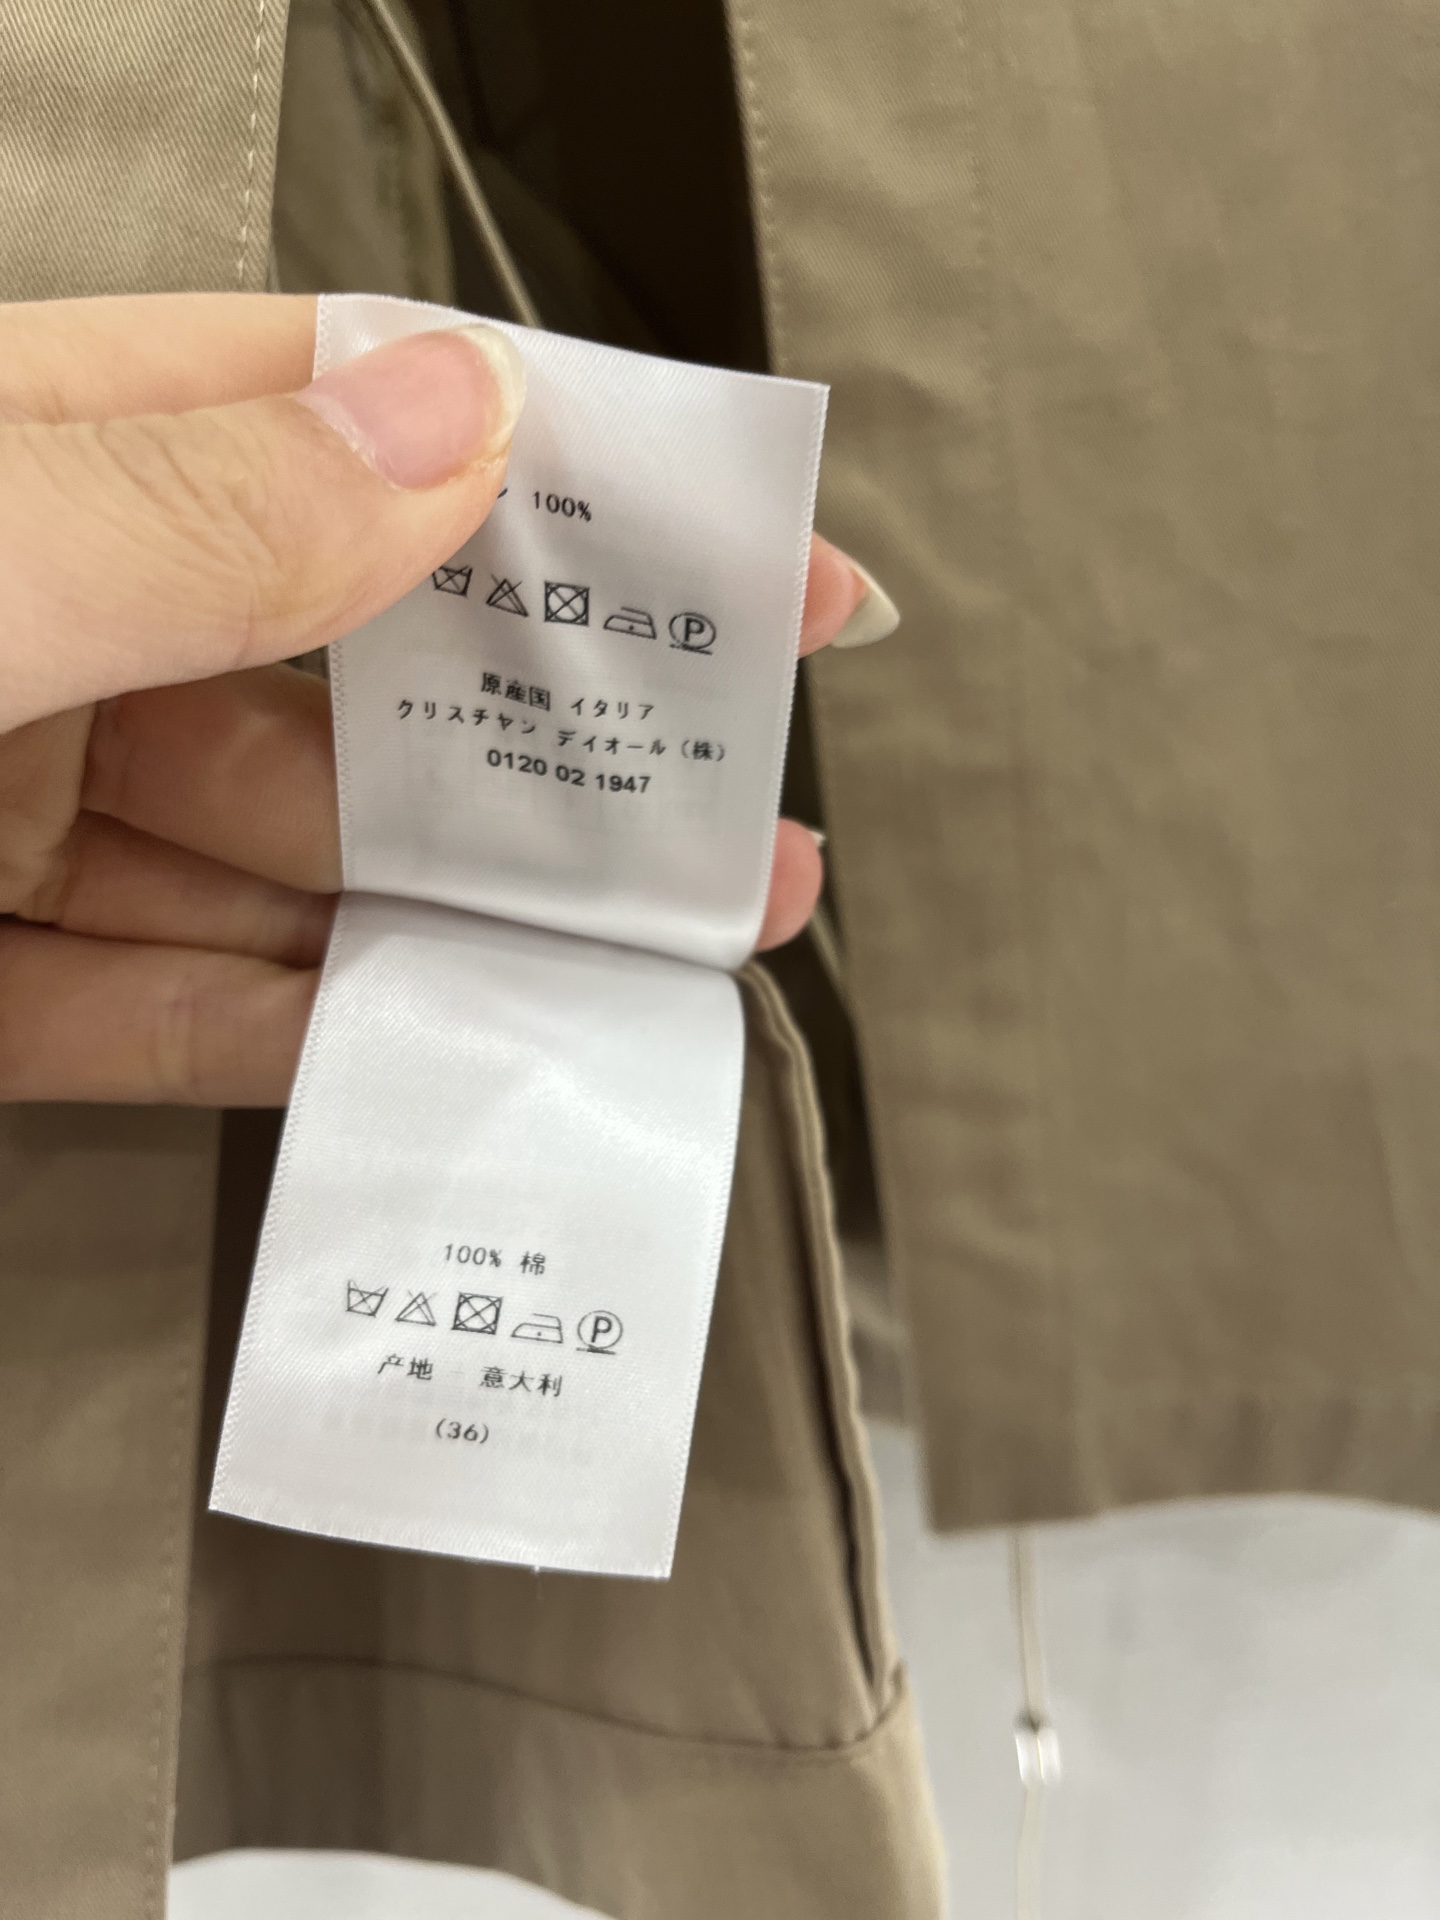 100%
P
原産国 イタリア
クリスチャン ディオール（株）
0120 02 1947
100% 棉
P
产地 意大利
(36)